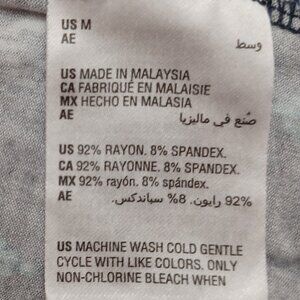 US M
AE وسط
US MADE IN MALAYSIA
CA FABRIQUÉ EN MALAISIE
MX HECHO EN MALASIA
AE صُنع في ماليزيا
US 92% RAYON, 8% SPANDEX.
CA 92% RAYONNE, 8% SPANDEX.
MX 92% rayón, 8% spándex.
AE 92% رايون, 8% سباندكس.
US MACHINE WASH COLD GENTLE
CYCLE WITH LIKE COLORS. ONLY
NON-CHLORINE BLEACH WHEN